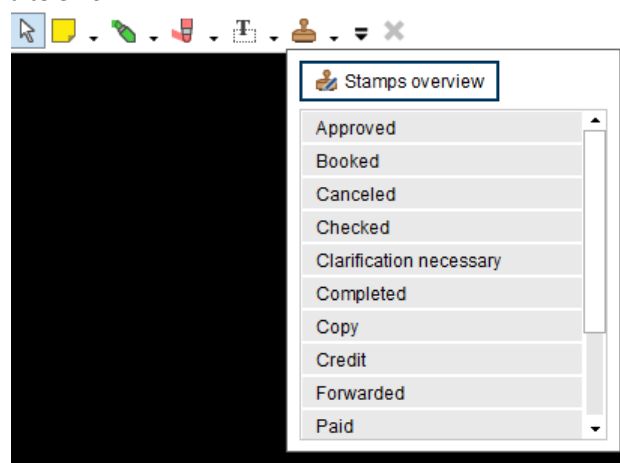 T
Stamps overview
Approved
Booked
Canceled
Checked
Clarification necessary
Completed
Copy
Credit
Forwarded
Paid